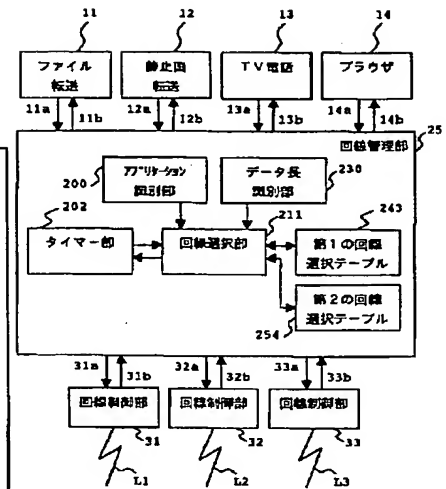 11 12 13 14
ファイル
転送
静止画
転送
TV電話
ブラウザ
11a 11b 12a 12b 13a 13b 14a 14b
25
回線管理部
200
アプリケーション
識別部
データ長
識別部
230
202
211
243
タイマー部
回線選択部
第1の回線
選択テーブル
第2の回線
選択テーブル
254
31a 31b 32a 32b 33a 33b
回線制御部
回線制御部
回線制御部
31 32 33
L1 L2 L3